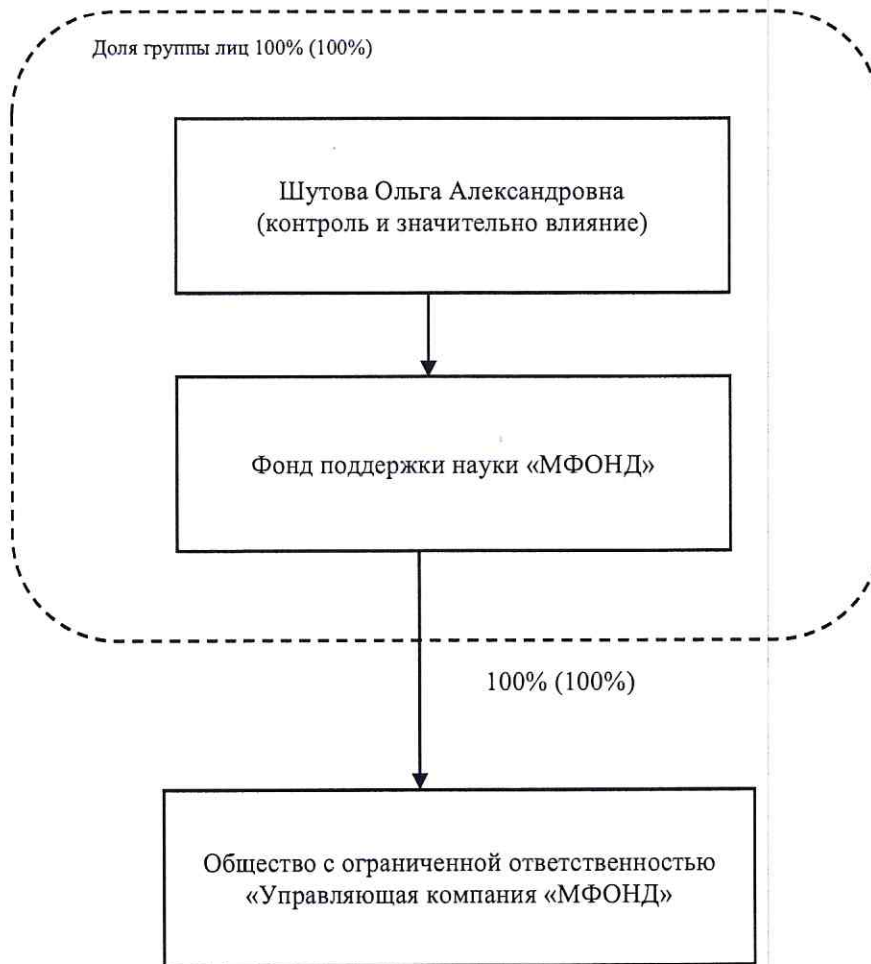 Доля группы лиц 100% (100%)
Шутова Ольга Александровна
(контроль и значительно влияние)
Фонд поддержки науки «МФОНД»
100% (100%)
Общество с ограниченной ответственностью
«Управляющая компания «МФОНД»